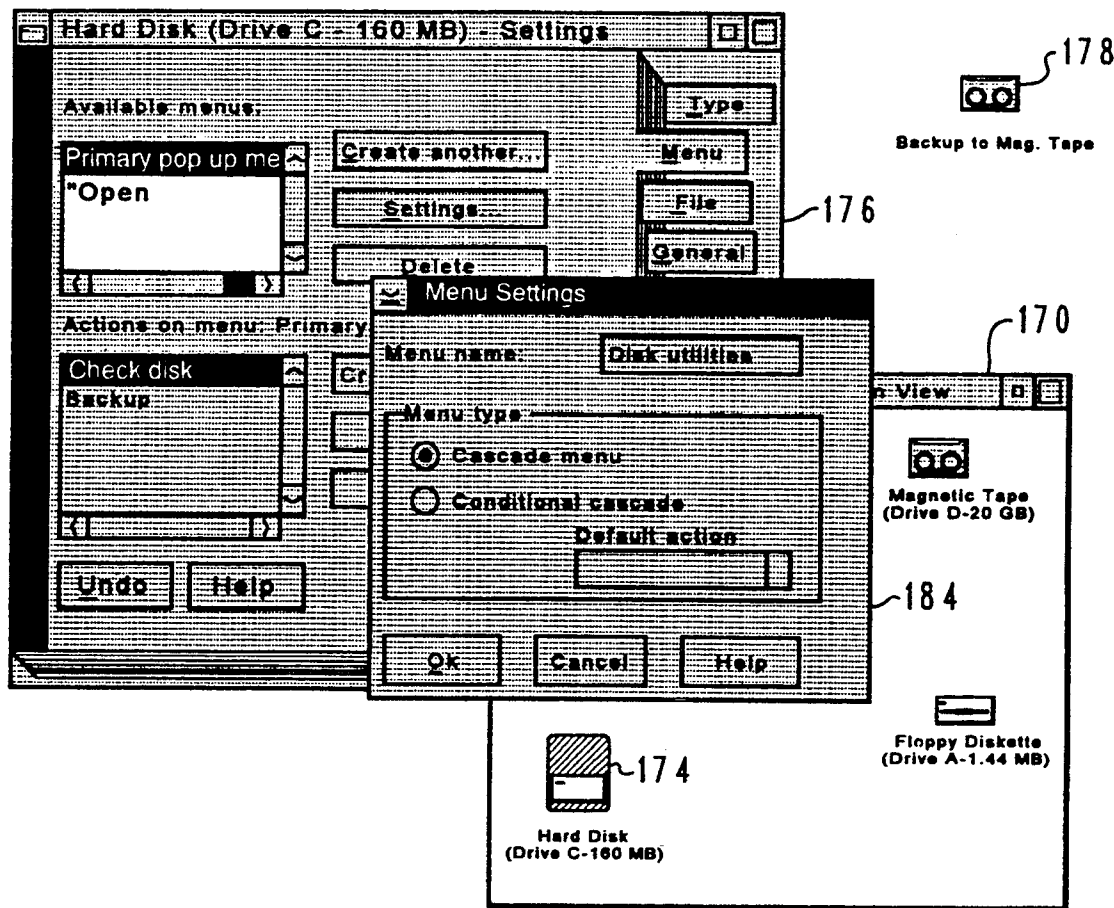 Hard Disk (Drive C - 160 MB) - Settings
178
Backup to Mag. Tape
Available menus:
Type
Primary pop up me
Create another...
Menu
"Open
Settings...
File
176
General
Delete
Menu Settings
Actions on menu: Primary
Menu name:
Disk utilities
170
Check disk
Cr
Backup
n View
Menu type
Cascade menu
Conditional cascade
Default action
Magnetic Tape
(Drive D-20 GB)
Undo
Help
184
Ok
Cancel
Help
Floppy Diskette
(Drive A-1.44 MB)
174
Hard Disk
(Drive C-160 MB)